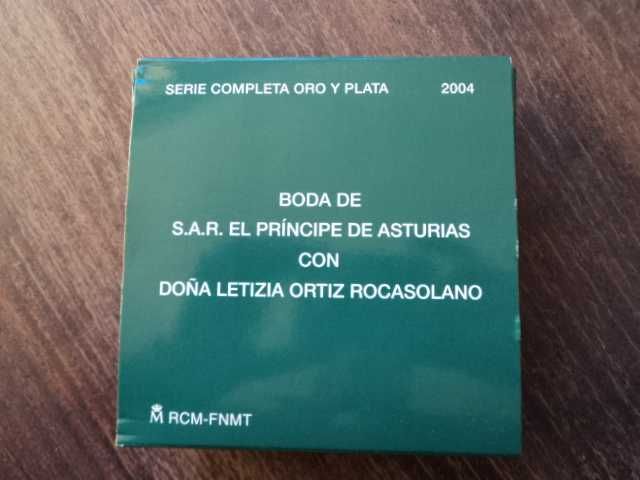 SERIE COMPLETA ORO Y PLATA 2004
BODA DE
S.A.R. EL PRÍNCIPE DE ASTURIAS
CON
DOÑA LETIZIA ORTIZ ROCASOLANO
M RCM-FNMT